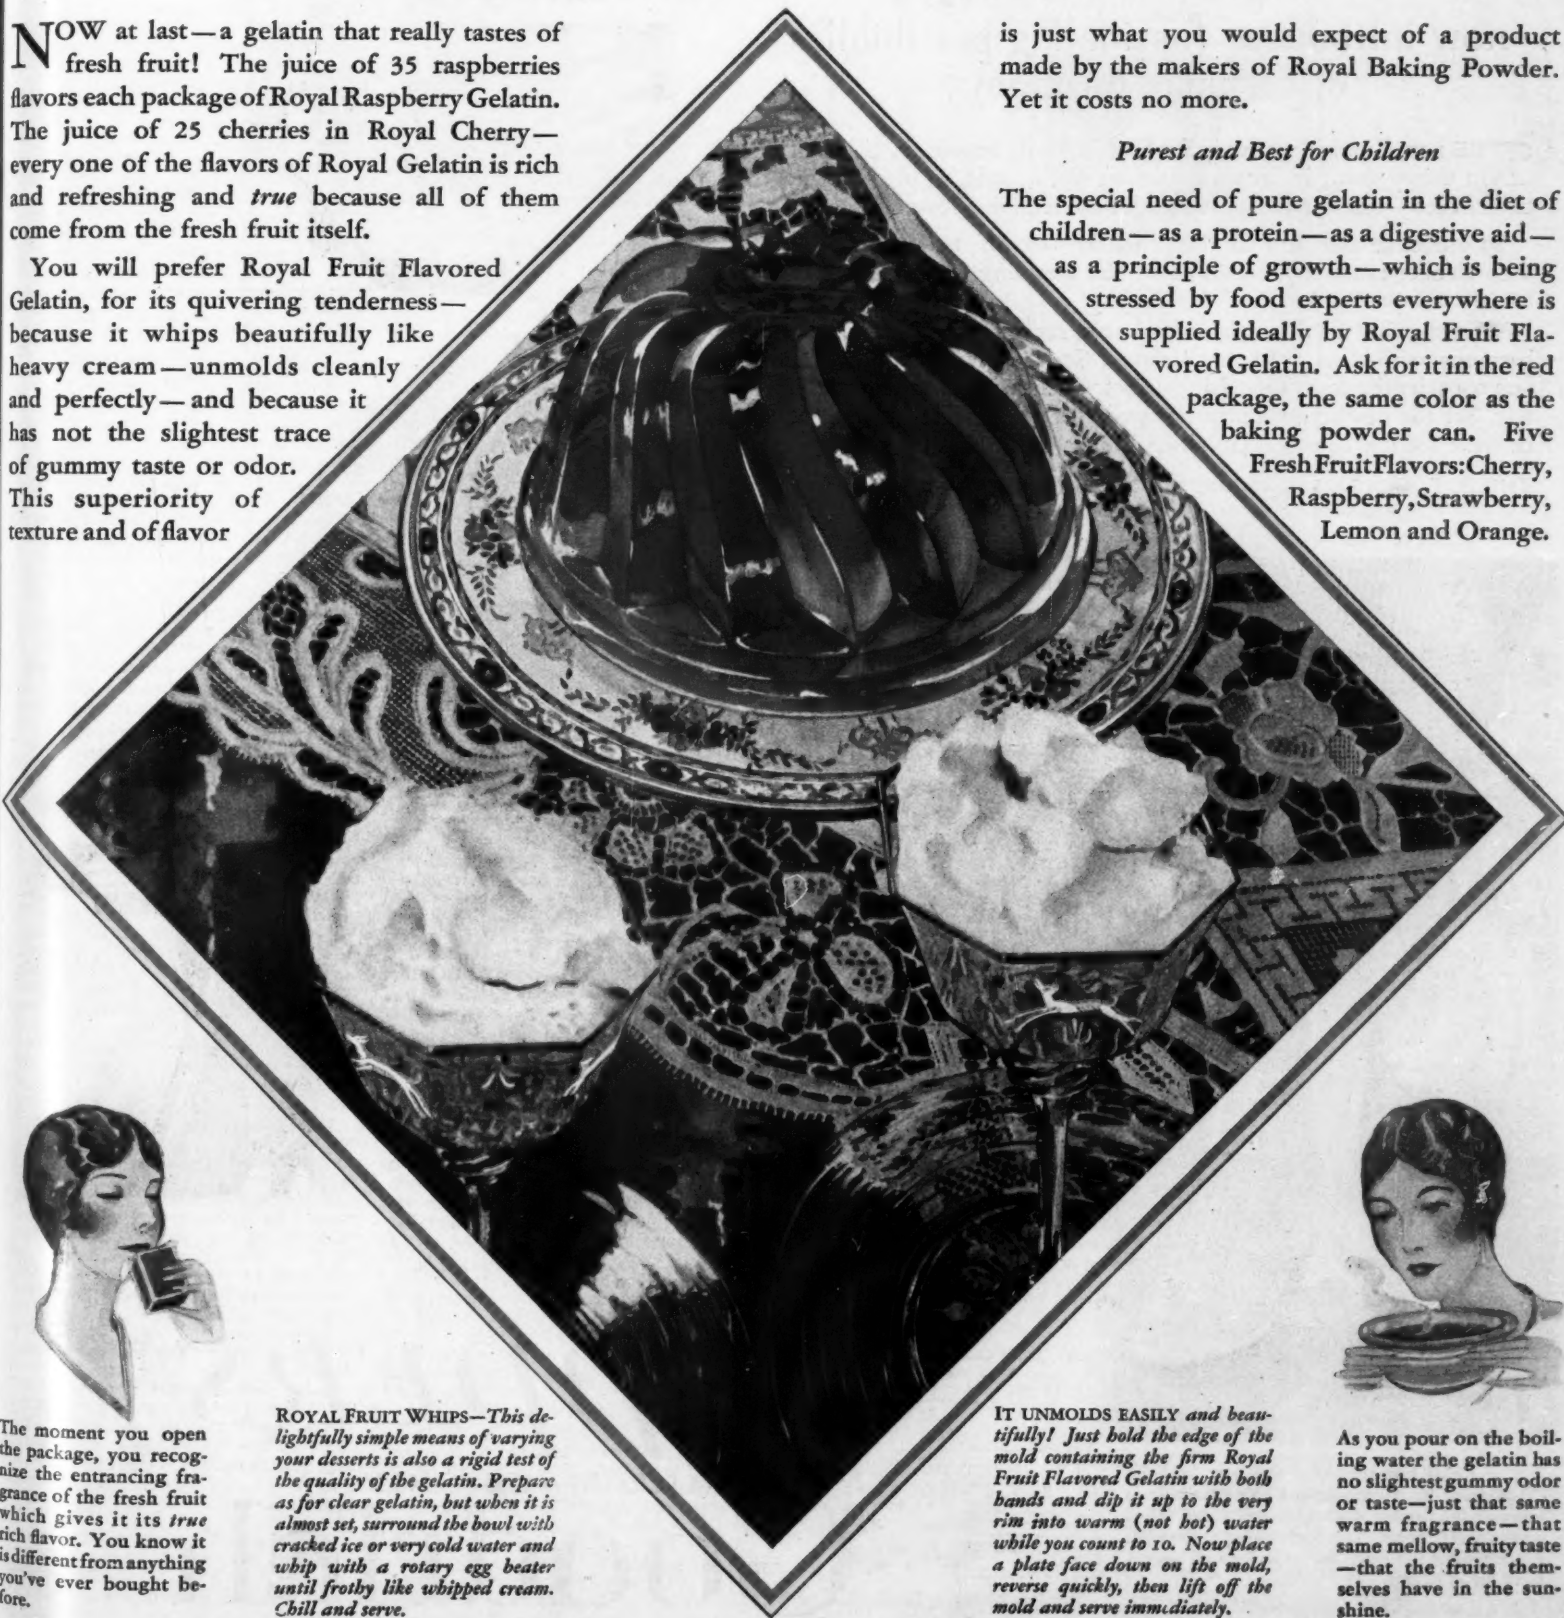 NOW at last—a gelatin that really tastes of
fresh fruit! The juice of 35 raspberries
flavors each package of Royal Raspberry Gelatin.
The juice of 25 cherries in Royal Cherry—
every one of the flavors of Royal Gelatin is rich
and refreshing and true because all of them
come from the fresh fruit itself.
You will prefer Royal Fruit Flavored
Gelatin, for its quivering tenderness—
because it whips beautifully like
heavy cream—unmolds cleanly
and perfectly—and because it
has not the slightest trace
of gummy taste or odor.
This superiority of
texture and of flavor
is just what you would expect of a product
made by the makers of Royal Baking Powder.
Yet it costs no more.
Purest and Best for Children
The special need of pure gelatin in the diet of
children—as a protein—as a digestive aid—
as a principle of growth—which is being
stressed by food experts everywhere is
supplied ideally by Royal Fruit Fla-
vored Gelatin. Ask for it in the red
package, the same color as the
baking powder can. Five
Fresh Fruit Flavors: Cherry,
Raspberry, Strawberry,
Lemon and Orange.
The moment you open
the package, you recog-
nize the entrancing fra-
grance of the fresh fruit
which gives it its true
rich flavor. You know it
is different from anything
you've ever bought be-
fore.
ROYAL FRUIT WHIPS—This de-
lightfully simple means of varying
your desserts is also a rigid test of
the quality of the gelatin. Prepare
as for clear gelatin, but when it is
almost set, surround the bowl with
cracked ice or very cold water and
whip with a rotary egg beater
until frothy like whipped cream.
Chill and serve.
IT UNMOLDS EASILY and beau-
tifully! Just hold the edge of the
mold containing the firm Royal
Fruit Flavored Gelatin with both
hands and dip it up to the very
rim into warm (not hot) water
while you count to 10. Now place
a plate face down on the mold,
reverse quickly, then lift off the
mold and serve immediately.
As you pour on the boil-
ing water the gelatin has
no slightest gummy odor
or taste—just that same
warm fragrance—that
same mellow, fruity taste
—that the fruits them-
selves have in the sun-
shine.